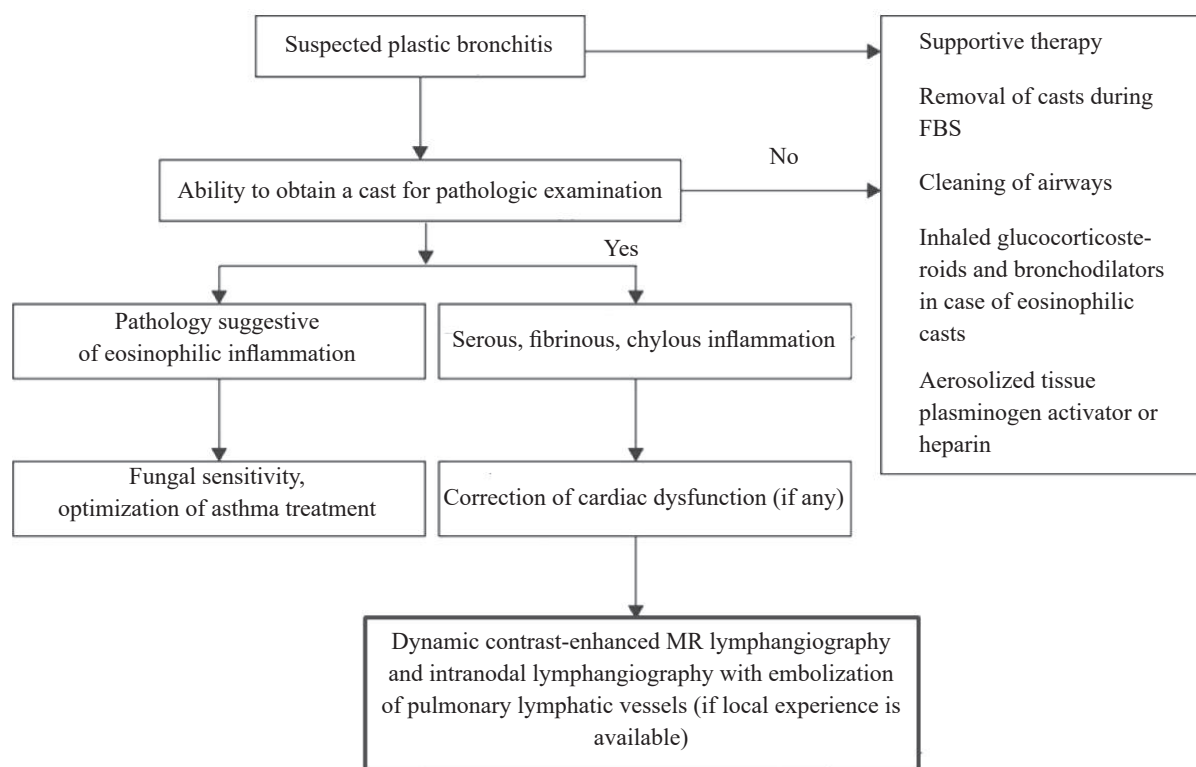 Suspected plastic bronchitis
Supportive therapy
Removal of casts during
FBS
Cleaning of airways
Inhaled glucocorticoste-
roids and bronchodilators
in case of eosinophilic
casts
Aerosolized tissue
plasminogen activator or
heparin
No
Ability to obtain a cast for pathologic examination
Yes
Pathology suggestive
of eosinophilic inflammation
Serous, fibrinous, chylous inflammation
Fungal sensitivity,
optimization of asthma treatment
Correction of cardiac dysfunction (if any)
Dynamic contrast-enhanced MR lymphangiography
and intranodal lymphangiography with embolization
of pulmonary lymphatic vessels (if local experience is
available)